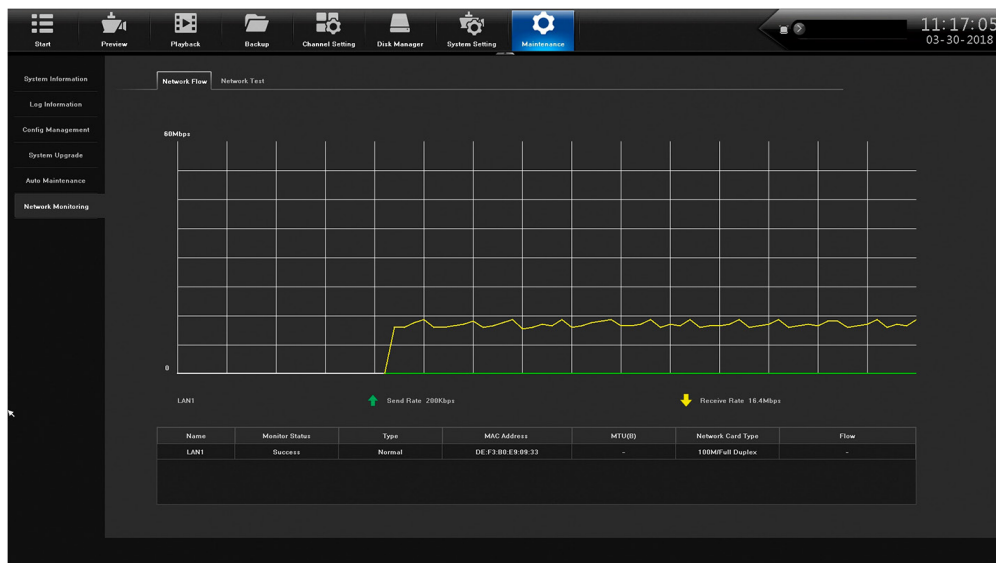 Start Preview Playback Backup Channel Setting Disk Manager System Setting Maintenance
11:17:05
03-30-2018
System Information
Log Information
Config Management
System Upgrade
Auto Maintenance
Network Monitoring
Network Flow Network Test
60Mbps
0
LAN1 Send Rate 200Kbps Receive Rate 16.4Mbps
Name Monitor Status Type MAC Address MTU(B) Network Card Type Flow
LAN1 Success Normal DE:F3:B0:E9:09:33 - 100M/Full Duplex -